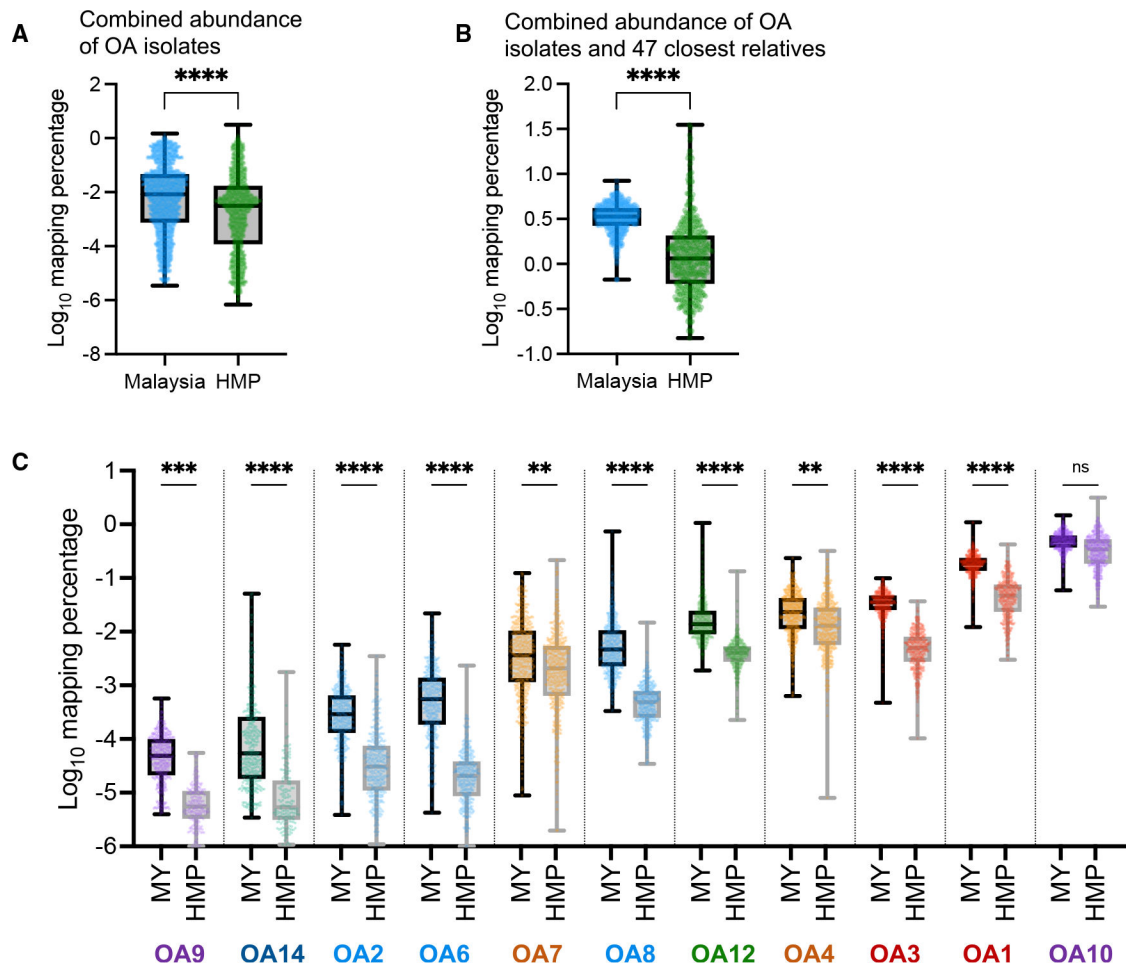 A
Combined abundance
of OA isolates
****
Log10 mapping percentage
2
0
-2
-4
-6
-8
Malaysia
HMP
B
Combined abundance of OA
isolates and 47 closest relatives
****
Log10 mapping percentage
2.0
1.5
1.0
0.5
0.0
-0.5
-1.0
Malaysia
HMP
C
*** **** **** **** ** **** **** ** **** **** ns
Log10 mapping percentage
1
0
-1
-2
-3
-4
-5
-6
MY HMP MY HMP MY HMP MY HMP MY HMP MY HMP MY HMP MY HMP MY HMP MY HMP MY HMP
OA9 OA14 OA2 OA6 OA7 OA8 OA12 OA4 OA3 OA1 OA10